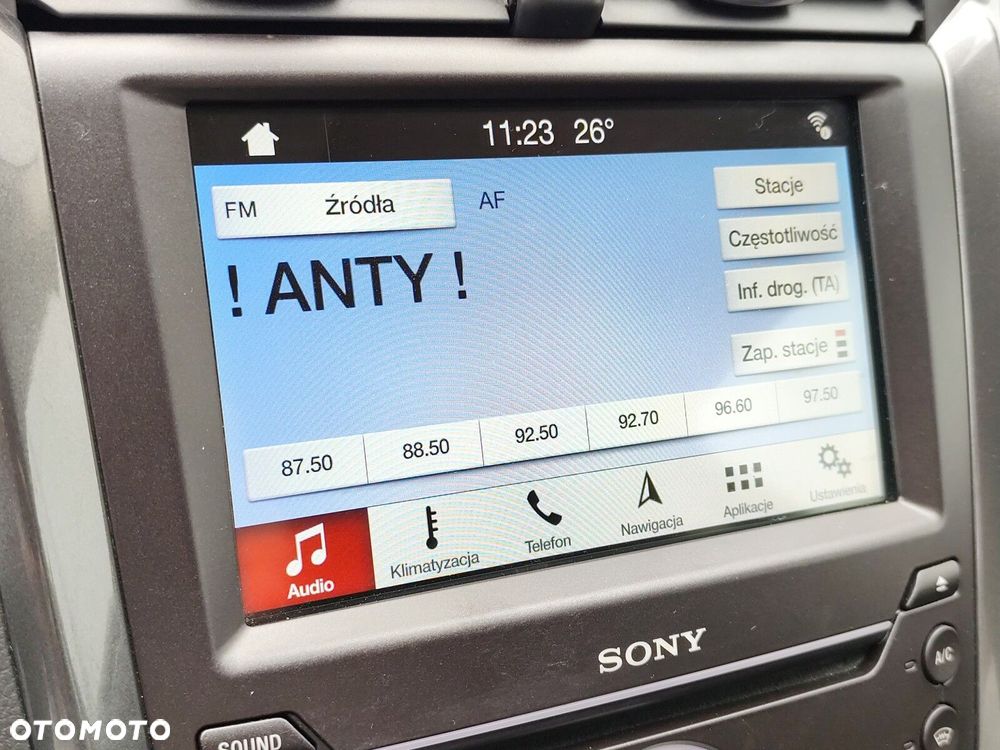 11:23 26°
FM Źródła AF
Stacje
Częstotliwość
! ANTY !
Inf. drog. (TA)
Zap. stacje
87.50 88.50 92.50 92.70 96.60 97.50
Audio Klimatyzacja Telefon Nawigacja Aplikacje Ustawienia
SONY
A/C
SOUND
OTOMOTO